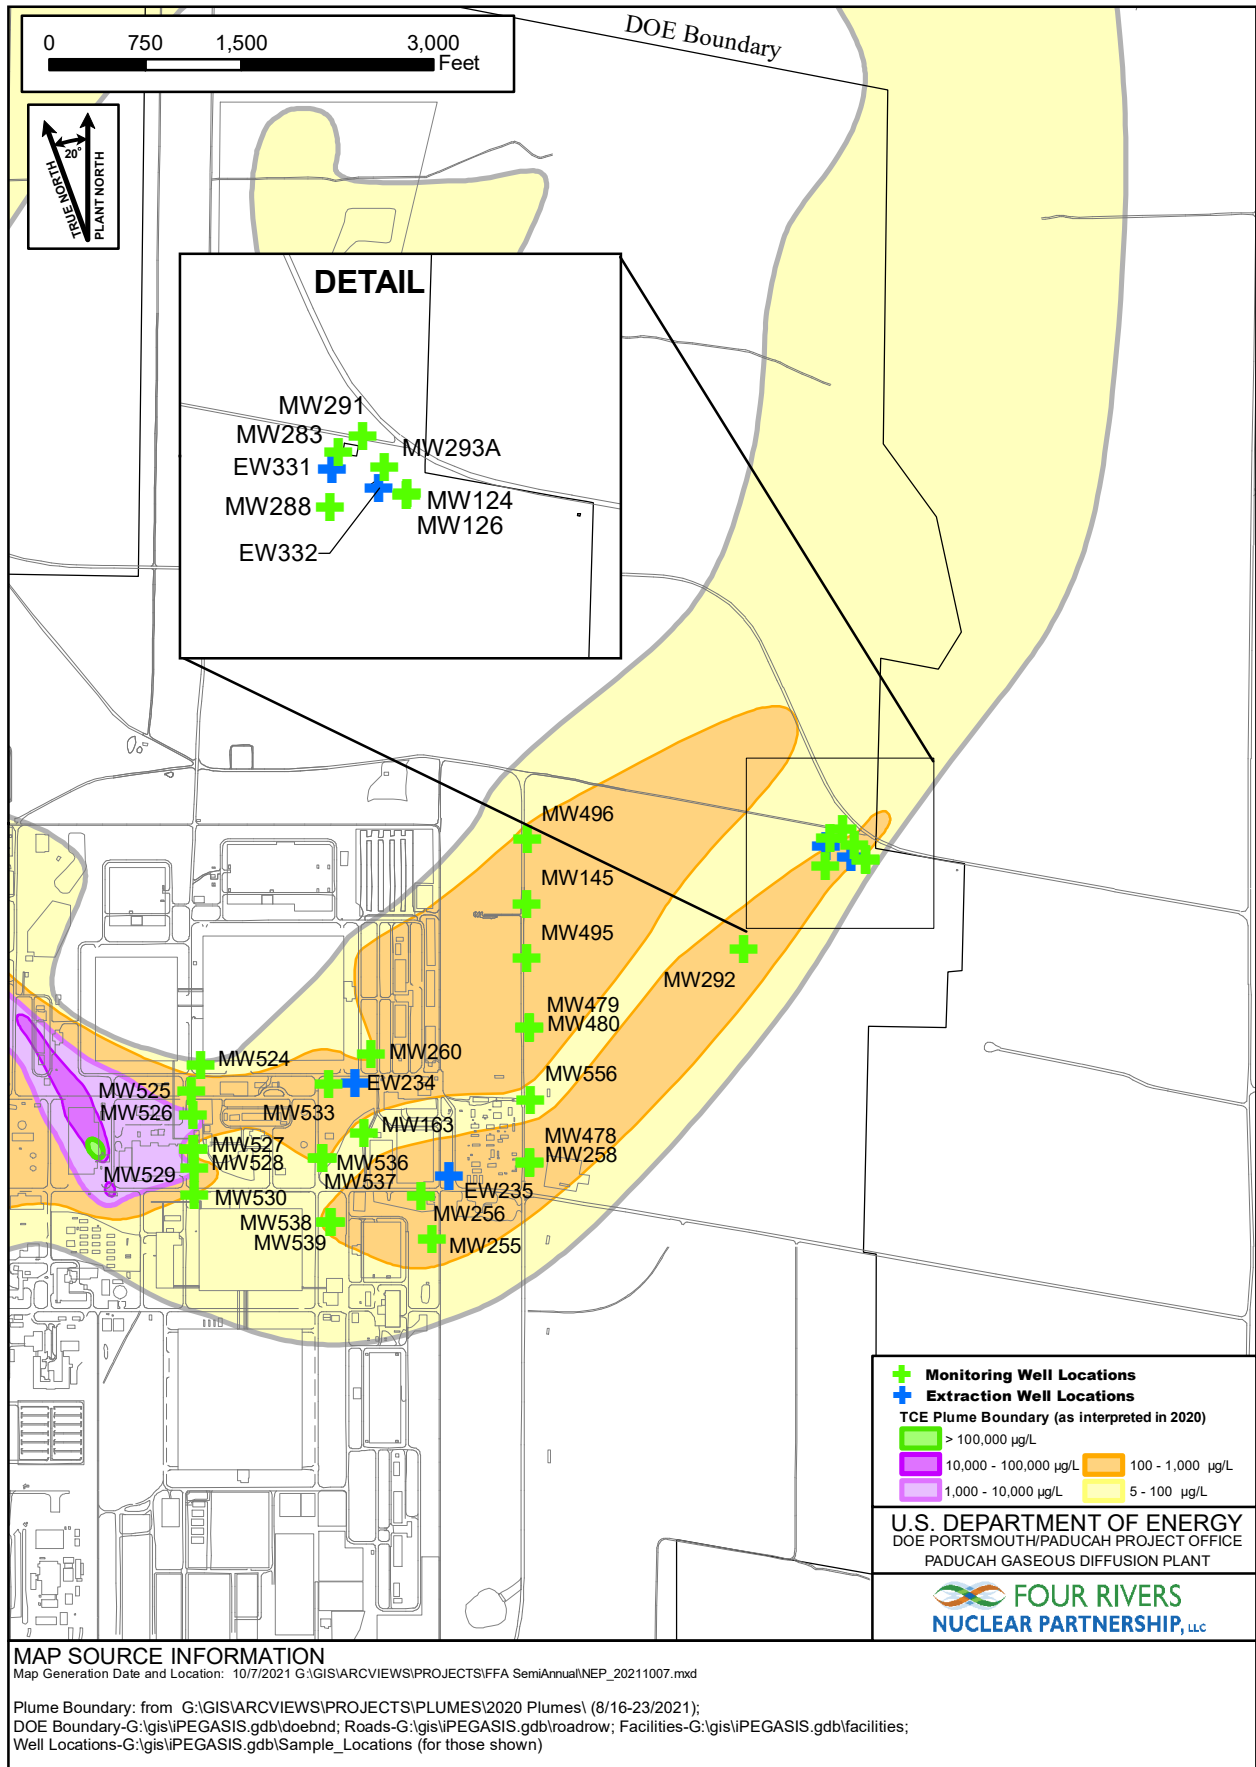 DOE Boundary
0 750 1,500 3,000
Feet
20°
TRUE NORTH
PLANT NORTH
DETAIL
MW291
MW283
MW293A
EW331
MW288
MW124
MW126
EW332
MW496
MW145
MW495
MW292
MW479
MW480
MW260
MW524
EW234
MW556
MW525
MW526
MW533
MW163
MW527
MW528
MW478
MW258
MW529
MW536
MW537
MW530
EW235
MW256
MW538
MW539
MW255
Monitoring Well Locations
Extraction Well Locations
TCE Plume Boundary (as interpreted in 2020)
> 100,000 µg/L
10,000 - 100,000 µg/L
100 - 1,000 µg/L
1,000 - 10,000 µg/L
5 - 100 µg/L
U.S. DEPARTMENT OF ENERGY
DOE PORTSMOUTH/PADUCAH PROJECT OFFICE
PADUCAH GASEOUS DIFFUSION PLANT
FOUR RIVERS
NUCLEAR PARTNERSHIP, LLC
MAP SOURCE INFORMATION
Map Generation Date and Location: 10/7/2021 G:\GIS\ARCVIEWS\PROJECTS\FFA SemiAnnual\NEP_20211007.mxd
Plume Boundary: from G:\GIS\ARCVIEWS\PROJECTS\PLUMES\2020 Plumes\ (8/16-23/2021);
DOE Boundary-G:\gis\iPEGASIS.gdb\doebnd; Roads-G:\gis\iPEGASIS.gdb\roadrow; Facilities-G:\gis\iPEGASIS.gdb\facilities;
Well Locations-G:\gis\iPEGASIS.gdb\Sample_Locations (for those shown)